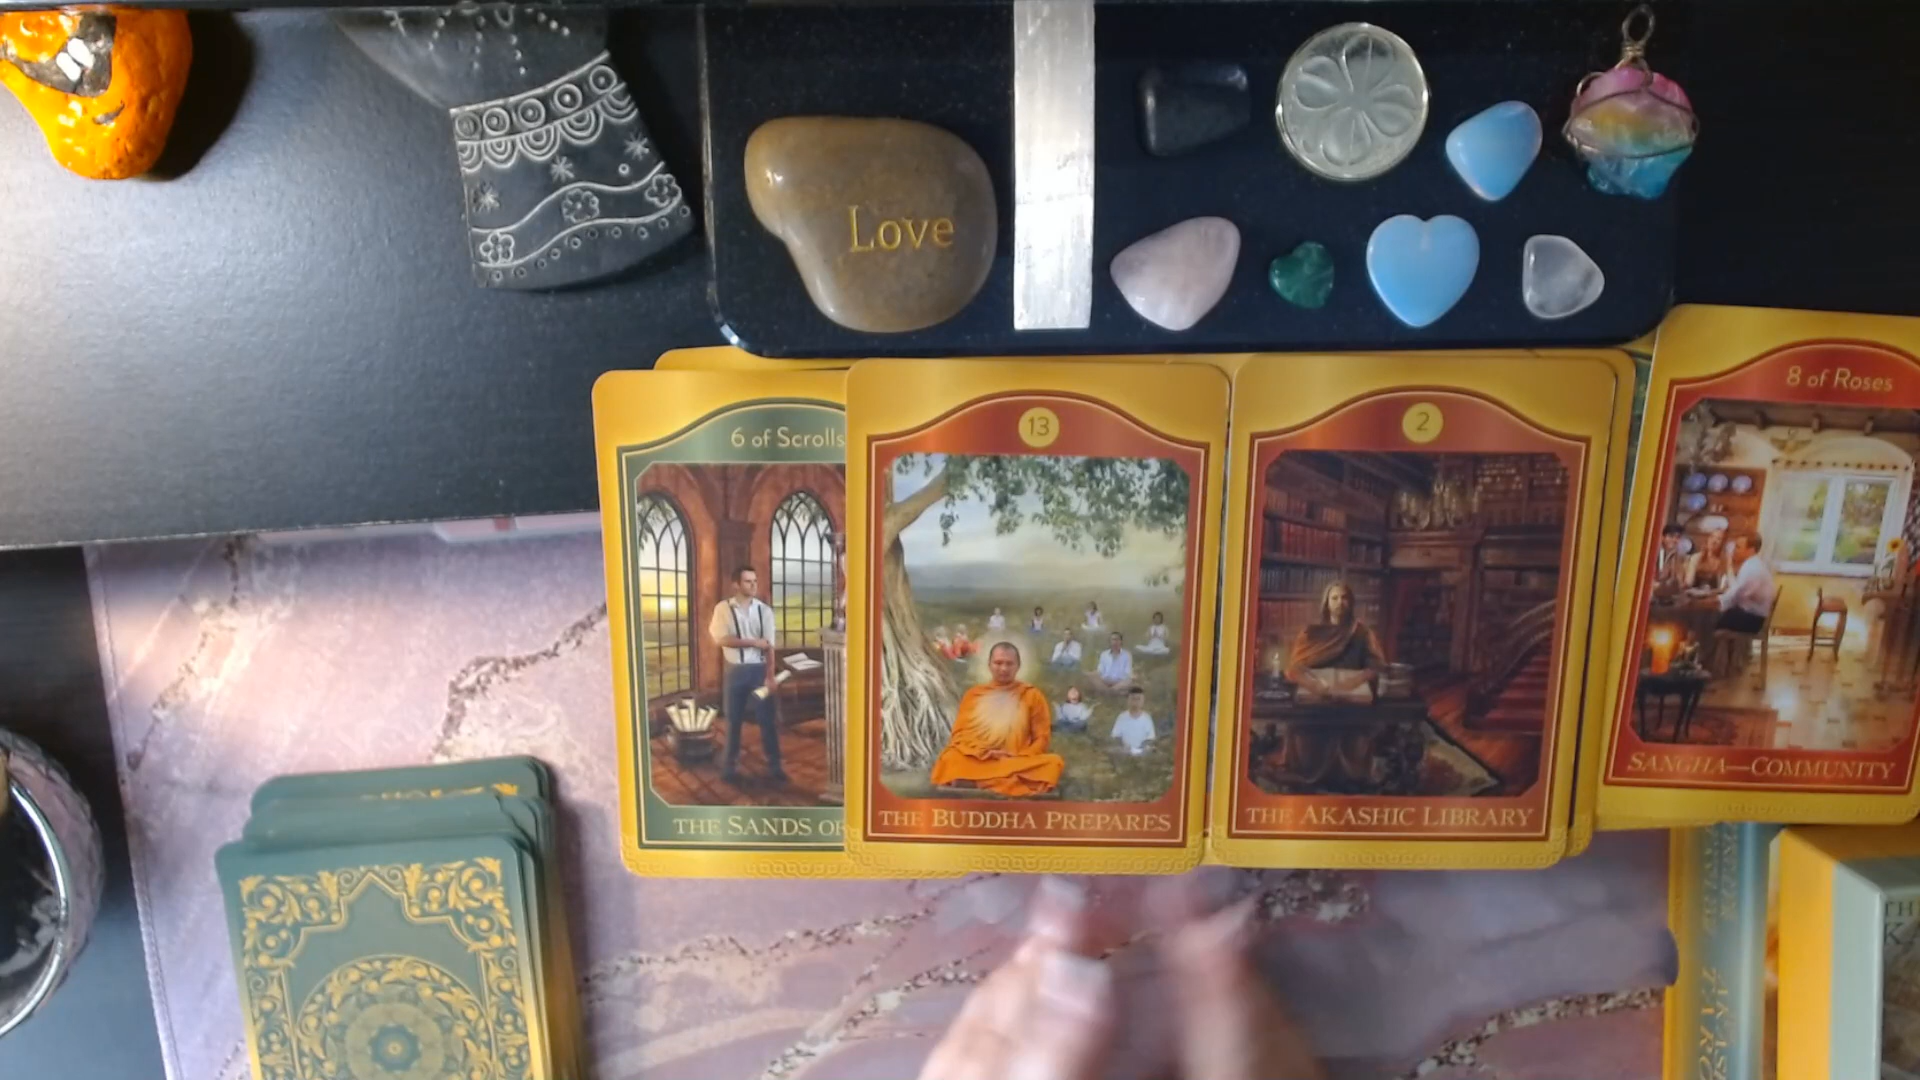 Love
6 of Scrolls
THE SANDS OF
13
THE BUDDHA PREPARES
2
THE AKASHIC LIBRARY
8 of Roses
SANGHA—COMMUNITY